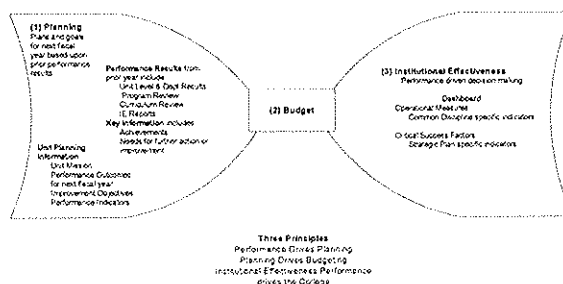 (1) Planning
Plans and goals
for next fiscal
year based upon
prior performance
results
Performance Results from
prior year include
Unit Level & Dept Results
Program Review
Curriculum Review
IE Reports
Key Information includes
Achievements
Needs for further action or
improvement
Unit Planning
Information
Unit Mission
Performance Outcomes
for next fiscal year
Improvement Objectives
Performance Indicators
(2) Budget
(3) Institutional Effectiveness
Performance driven decision making
Dashboard
Operational Measures
Common Discipline specific indicators
Critical Success Factors
Strategic Plan specific indicators
Three Principles
Performance Drives Planning
Planning Drives Budgeting
Institutional Effectiveness Performance
drives the College